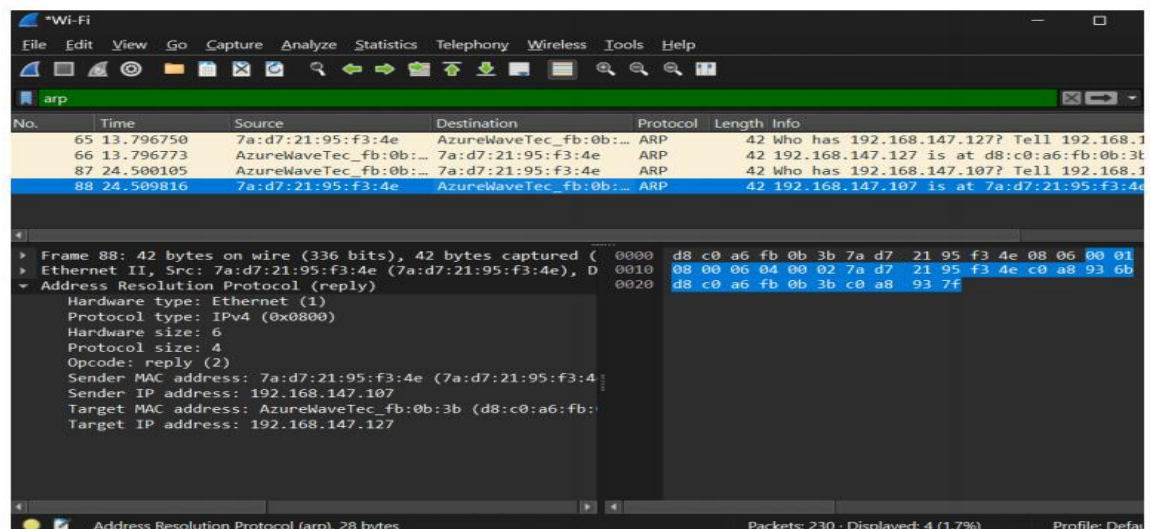 *Wi-Fi
File Edit View Go Capture Analyze Statistics Telephony Wireless Tools Help
arp
No. Time Source Destination Protocol Length Info
65 13.796750 7a:d7:21:95:f3:4e AzureWaveTec_fb:0b:… ARP 42 Who has 192.168.147.127? Tell 192.168.1
66 13.796773 AzureWaveTec_fb:0b:… 7a:d7:21:95:f3:4e ARP 42 192.168.147.127 is at d8:c0:a6:fb:0b:3b
87 24.500105 AzureWaveTec_fb:0b:… 7a:d7:21:95:f3:4e ARP 42 Who has 192.168.147.107? Tell 192.168.1
88 24.509816 7a:d7:21:95:f3:4e AzureWaveTec_fb:0b:… ARP 42 192.168.147.107 is at 7a:d7:21:95:f3:4e
Frame 88: 42 bytes on wire (336 bits), 42 bytes captured (
Ethernet II, Src: 7a:d7:21:95:f3:4e (7a:d7:21:95:f3:4e), D
Address Resolution Protocol (reply)
Hardware type: Ethernet (1)
Protocol type: IPv4 (0x0800)
Hardware size: 6
Protocol size: 4
Opcode: reply (2)
Sender MAC address: 7a:d7:21:95:f3:4e (7a:d7:21:95:f3:4
Sender IP address: 192.168.147.107
Target MAC address: AzureWaveTec_fb:0b:3b (d8:c0:a6:fb:
Target IP address: 192.168.147.127
0000 d8 c0 a6 fb 0b 3b 7a d7 21 95 f3 4e 08 06 00 01
0010 08 00 06 04 00 02 7a d7 21 95 f3 4e c0 a8 93 6b
0020 d8 c0 a6 fb 0b 3b c0 a8 93 7f
Address Resolution Protocol (arp), 28 bytes
Packets: 230 · Displayed: 4 (1.7%)
Profile: Defau